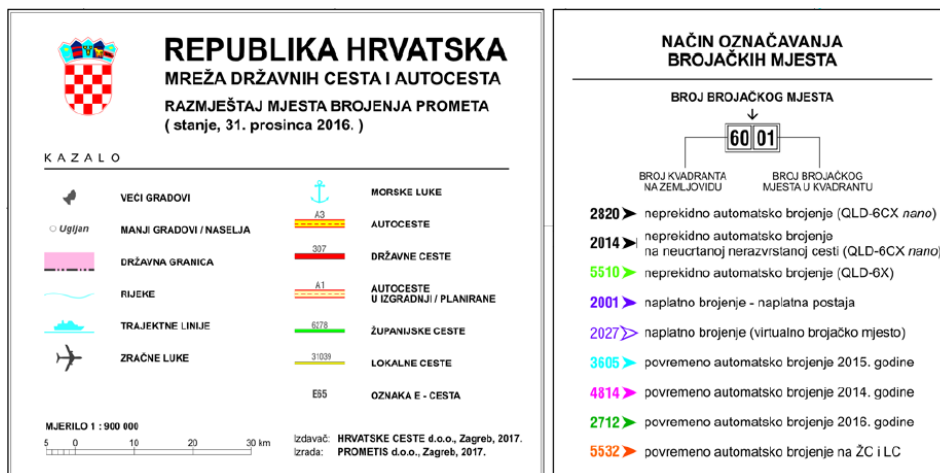 REPUBLIKA HRVATSKA
MREŽA DRŽAVNIH CESTA I AUTOCESTA
RAZMJEŠTAJ MJESTA BROJENJA PROMETA
( stanje, 31. prosinca 2016. )
KAZALO
VEĆI GRADOVI
Ugljan
MANJI GRADOVI / NASELJA
DRŽAVNA GRANICA
RIJEKE
TRAJEKTNE LINIJE
ZRAČNE LUKE
MORSKE LUKE
A3
AUTOCESTE
307
DRŽAVNE CESTE
A1
AUTOCESTE
U IZGRADNJI / PLANIRANE
6278
ŽUPANIJSKE CESTE
31039
LOKALNE CESTE
E65
OZNAKA E - CESTA
MJERILO 1 : 900 000
5 0 10 20 30 km
Izdavač: HRVATSKE CESTE d.o.o., Zagreb, 2017.
Izrada: PROMETIS d.o.o., Zagreb, 2017.
NAČIN OZNAČAVANJA
BROJAČKIH MJESTA
BROJ BROJAČKOG MJESTA
60 01
BROJ KVADRANTA
NA ZEMLJOVIDU
BROJ BROJAČKOG
MJESTA U KVADRANTU
2820 neprekidno automatsko brojenje (QLD-6CX nano)
2014 neprekidno automatsko brojenje
na neucrtanoj nerazvrstanoj cesti (QLD-6CX nano)
5510 neprekidno automatsko brojenje (QLD-6X)
2001 naplatno brojenje - naplatna postaja
2027 naplatno brojenje (virtualno brojačko mjesto)
3605 povremeno automatsko brojenje 2015. godine
4814 povremeno automatsko brojenje 2014. godine
2712 povremeno automatsko brojenje 2016. godine
5532 povremeno automatsko brojenje na ŽC i LC